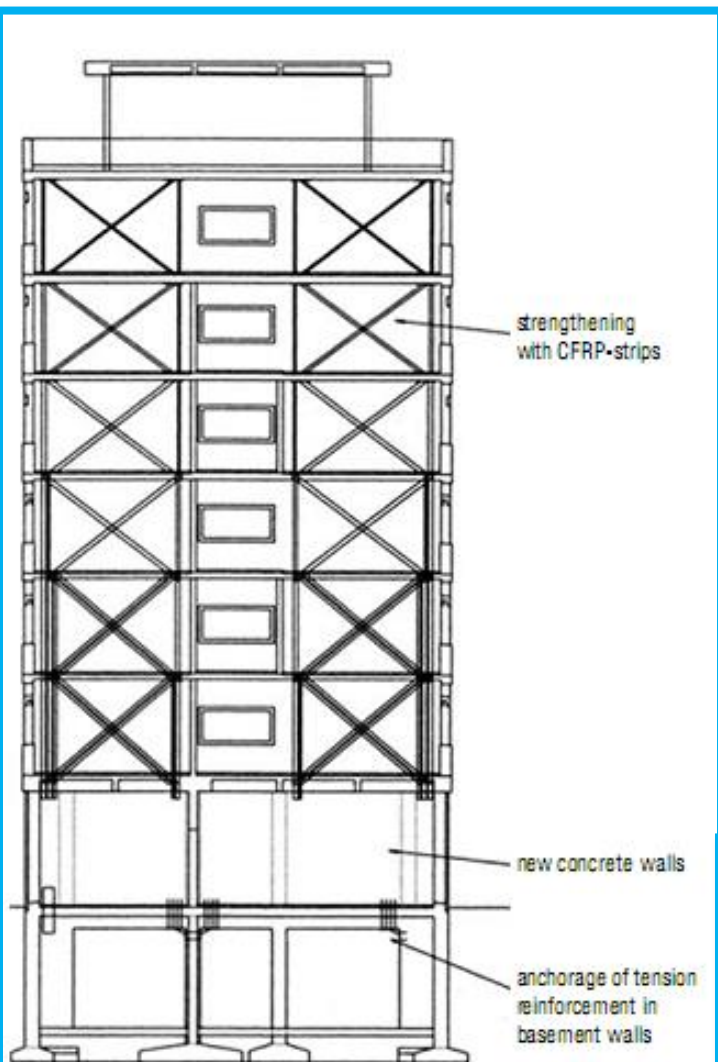 strengthening
with CFRP-strips
new concrete walls
anchorage of tension
reinforcement in
basement walls